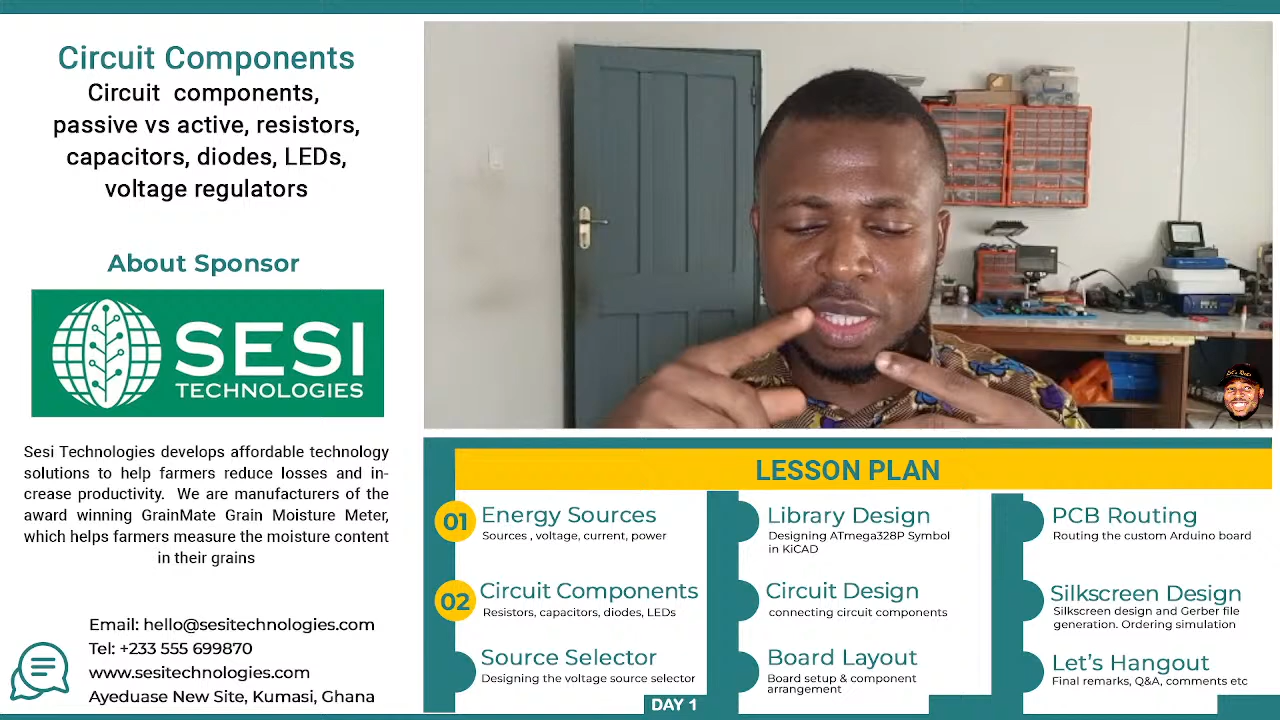 Circuit Components
Circuit components,
passive vs active, resistors,
capacitors, diodes, LEDs,
voltage regulators
About Sponsor
SESI
TECHNOLOGIES
Sesi Technologies develops affordable technology
solutions to help farmers reduce losses and in-
crease productivity. We are manufacturers of the
award winning GrainMate Grain Moisture Meter,
which helps farmers measure the moisture content
in their grains
Email: hello@sesitechnologies.com
Tel: +233 555 699870
www.sesitechnologies.com
Ayeduase New Site, Kumasi, Ghana
LESSON PLAN
01
Energy Sources
Sources , voltage, current, power
02
Circuit Components
Resistors, capacitors, diodes, LEDs
Source Selector
Designing the voltage source selector
Library Design
Designing ATmega328P Symbol
in KiCAD
Circuit Design
connecting circuit components
Board Layout
Board setup & component
arrangement
PCB Routing
Routing the custom Arduino board
Silkscreen Design
Silkscreen design and Gerber file
generation. Ordering simulation
Let's Hangout
Final remarks, Q&A, comments etc
DAY 1